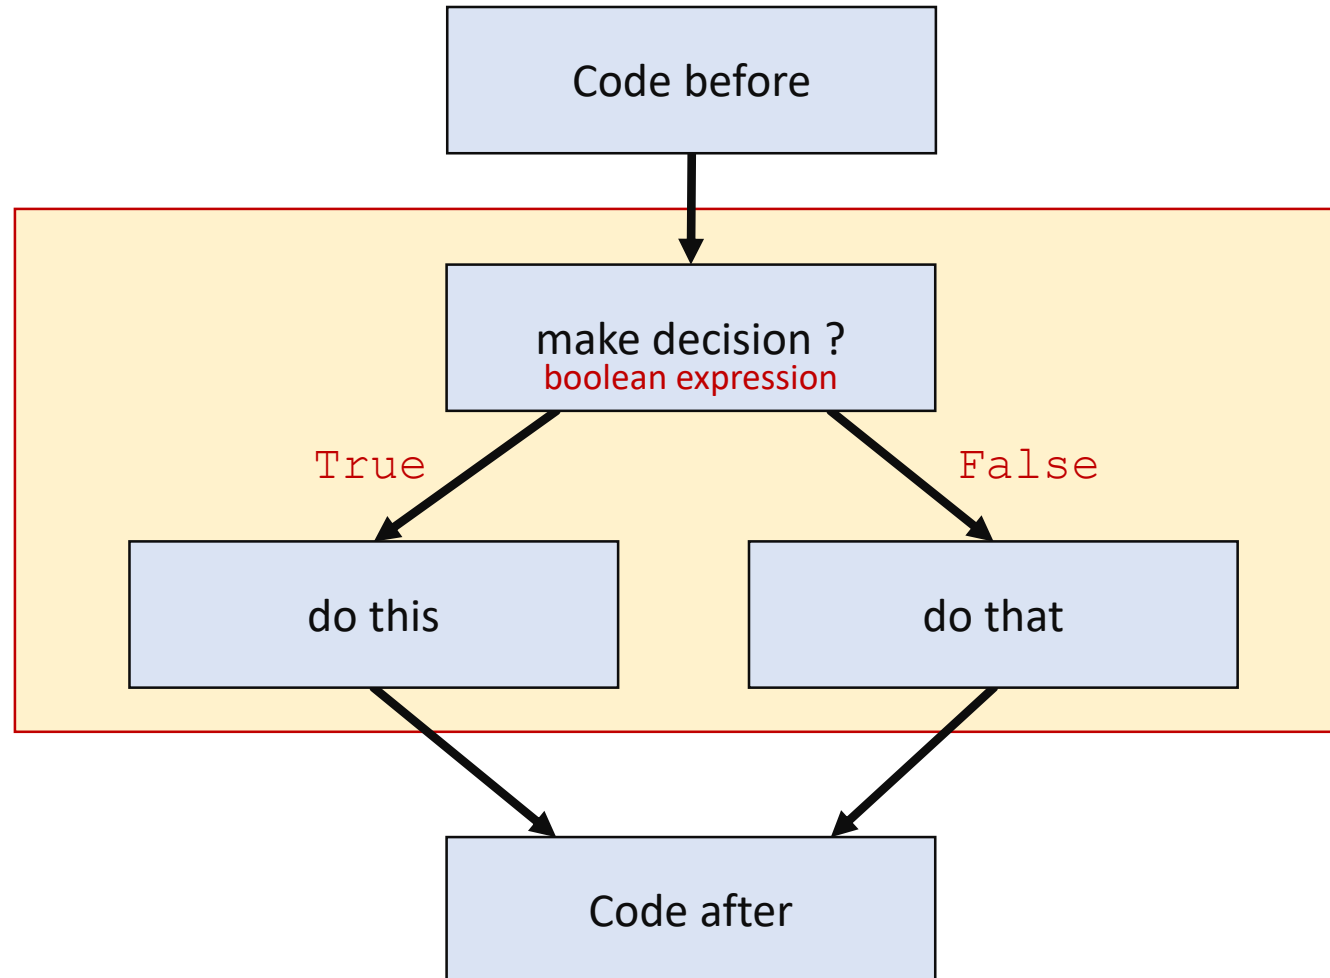 Code before
make decision ?
boolean expression
True
False
do this
do that
Code after